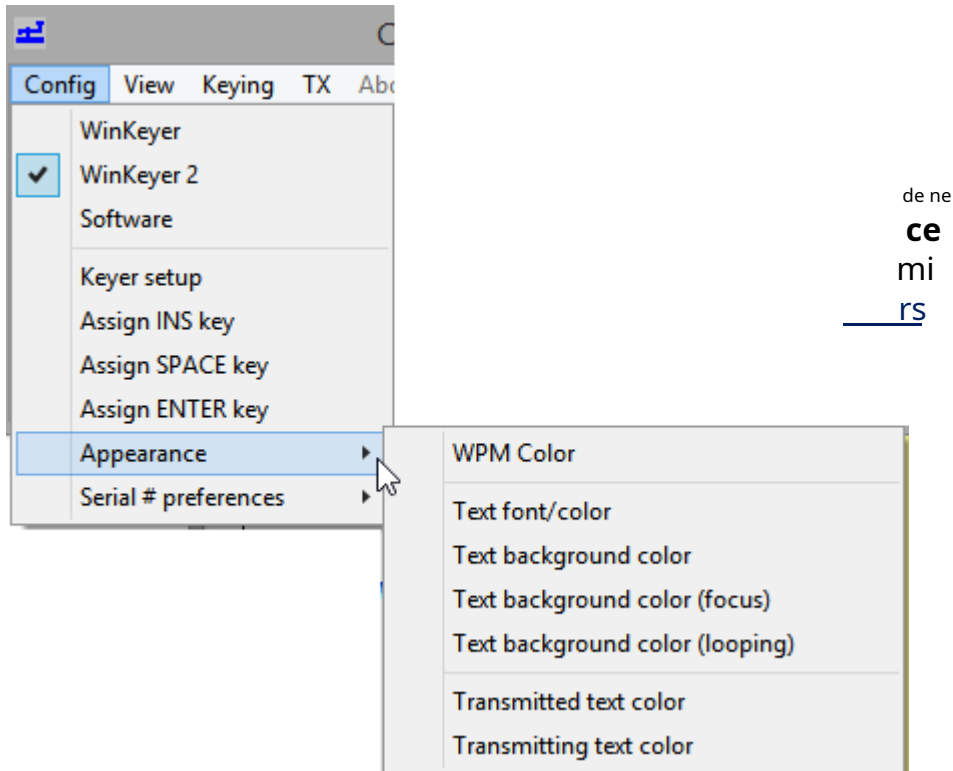 C
Config View Keying TX Abc
WinKeyer
WinKeyer 2
Software
Keyer setup
Assign INS key
Assign SPACE key
Assign ENTER key
Appearance
Serial # preferences
WPM Color
Text font/color
Text background color
Text background color (focus)
Text background color (looping)
Transmitted text color
Transmitting text color
de ne
ce
mi
rs